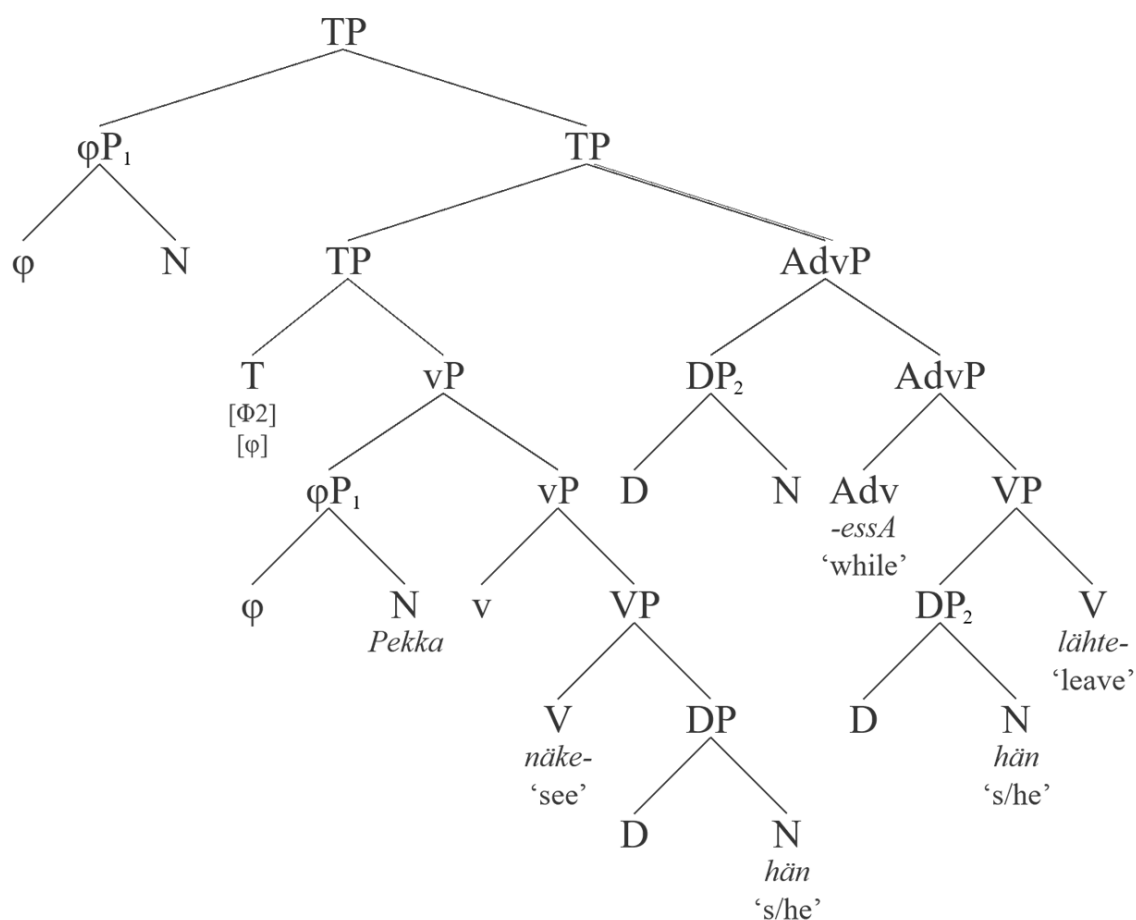 TP
φP₁ TP
φ N TP AdvP
T vP DP₂ AdvP
[Φ2]
[φ]
φP₁ vP D N Adv VP
-essA
‘while’
φ N v VP DP₂ V
Pekka lähte-
‘leave’
V DP D N
näke- hän
‘see’ ‘s/he’
D N
hän
‘s/he’